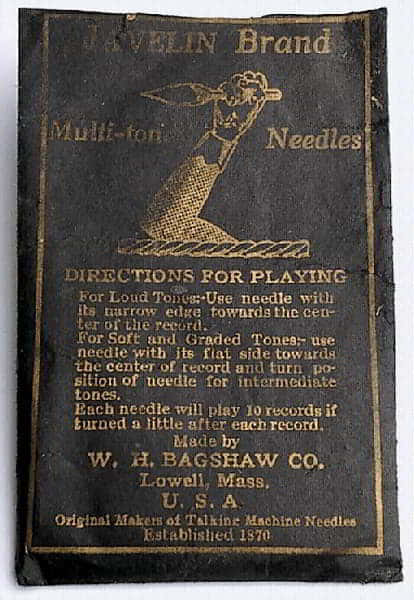 JAVELIN Brand
Multi-ton Needles
DIRECTIONS FOR PLAYING
For Loud Tones:-Use needle with
its narrow edge towards the cen-
ter of the record.
For Soft and Graded Tones:- use
needle with its flat side towards
the center of record and turn po-
sition of needle for intermediate
tones.
Each needle will play 10 records if
turned a little after each record.
Made by
W. H. BAGSHAW CO.
Lowell, Mass.
U. S. A.
Original Makers of Talking Machine Needles
Established 1870